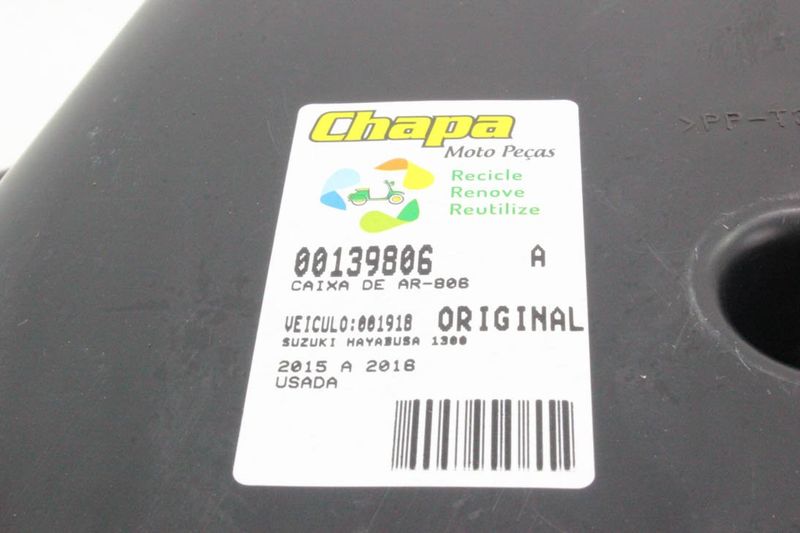 Chapa
Moto Peças
Recicle
Renove
Reutilize
00139806 A
CAIXA DE AR-806
VEICULO:001918 ORIGINAL
SUZUKI HAYABUSA 1300
2015 A 2016
USADA